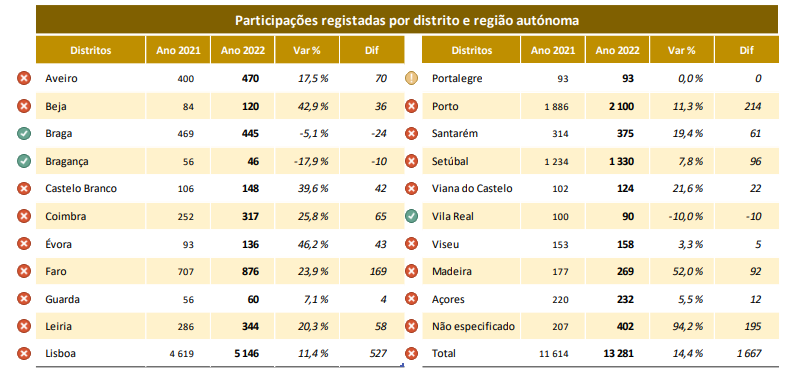 Participações registadas por distrito e região autónoma
Distritos Ano 2021 Ano 2022 Var % Dif Distritos Ano 2021 Ano 2022 Var % Dif
Aveiro 400 470 17,5 % 70 Portalegre 93 93 0,0 % 0
Beja 84 120 42,9 % 36 Porto 1 886 2 100 11,3 % 214
Braga 469 445 -5,1 % -24 Santarém 314 375 19,4 % 61
Bragança 56 46 -17,9 % -10 Setúbal 1 234 1 330 7,8 % 96
Castelo Branco 106 148 39,6 % 42 Viana do Castelo 102 124 21,6 % 22
Coimbra 252 317 25,8 % 65 Vila Real 100 90 -10,0 % -10
Évora 93 136 46,2 % 43 Viseu 153 158 3,3 % 5
Faro 707 876 23,9 % 169 Madeira 177 269 52,0 % 92
Guarda 56 60 7,1 % 4 Açores 220 232 5,5 % 12
Leiria 286 344 20,3 % 58 Não especificado 207 402 94,2 % 195
Lisboa 4 619 5 146 11,4 % 527 Total 11 614 13 281 14,4 % 1 667